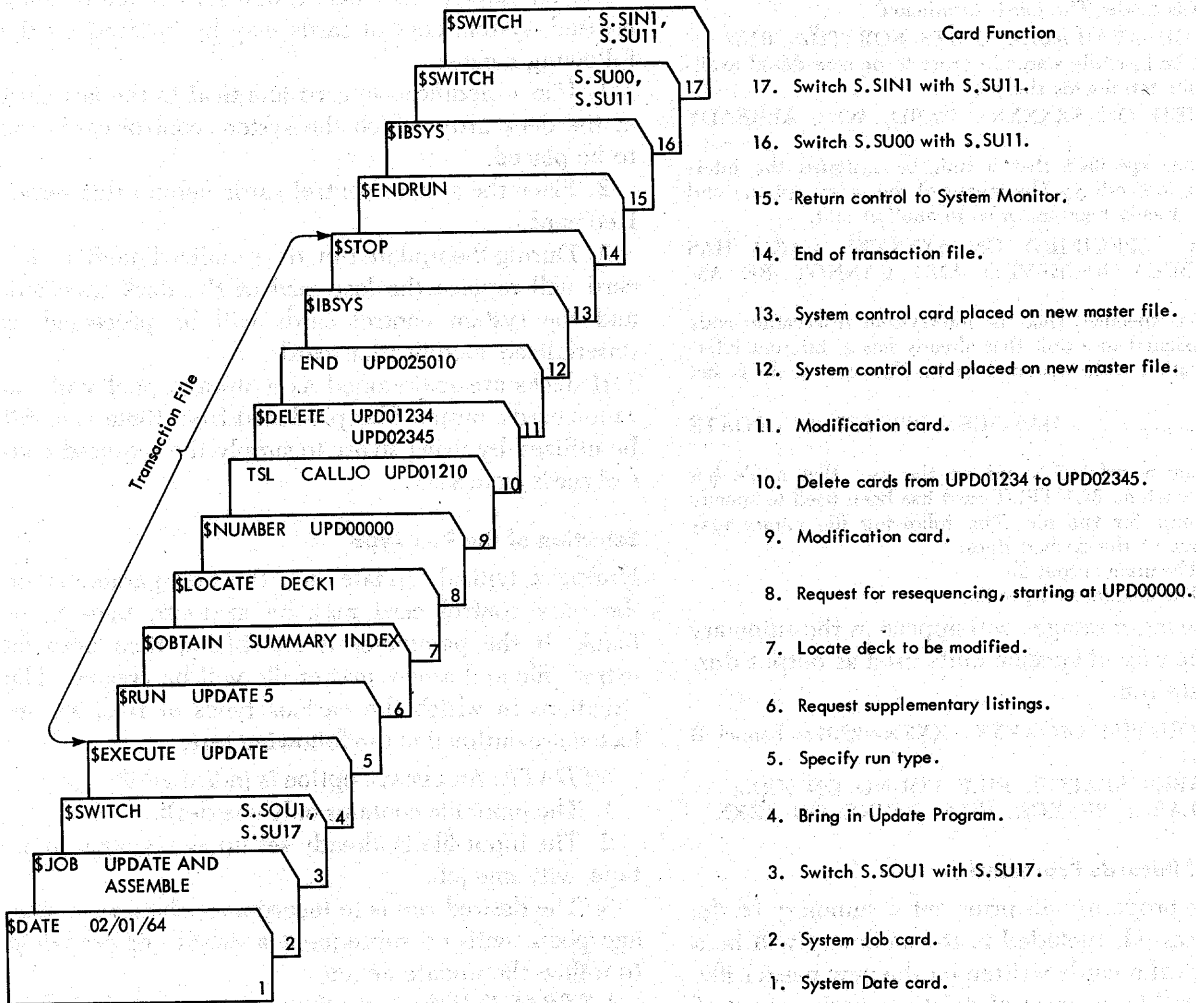 $SWITCH S.SIN1,
S.SU11
17
$SWITCH S.SU00,
S.SU11
16
$IBSYS
15
$ENDRUN
14
$STOP
13
$IBSYS
12
END UPD025010
11
$DELETE UPD01234
UPD02345
10
TSL CALLJO UPD01210
9
$NUMBER UPD00000
8
$LOCATE DECK1
7
$OBTAIN SUMMARY INDEX
6
$RUN UPDATE 5
5
$EXECUTE UPDATE
4
$SWITCH S.SOU1
S.SU17
3
$JOB UPDATE AND
ASSEMBLE
2
$DATE 02/01/64
1
Transaction File
Card Function
17. Switch S.SIN1 with S.SU11.
16. Switch S.SU00 with S.SU11.
15. Return control to System Monitor.
14. End of transaction file.
13. System control card placed on new master file.
12. System control card placed on new master file.
11. Modification card.
10. Delete cards from UPD01234 to UPD02345.
9. Modification card.
8. Request for resequencing, starting at UPD00000.
7. Locate deck to be modified.
6. Request supplementary listings.
5. Specify run type.
4. Bring in Update Program.
3. Switch S.SOU1 with S.SU17.
2. System Job card.
1. System Date card.